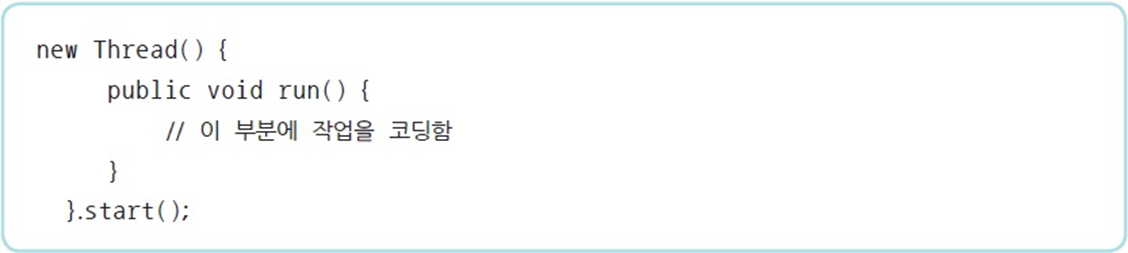 new Thread() {
public void run() {
// 이 부분에 작업을 코딩함
}
}.start();